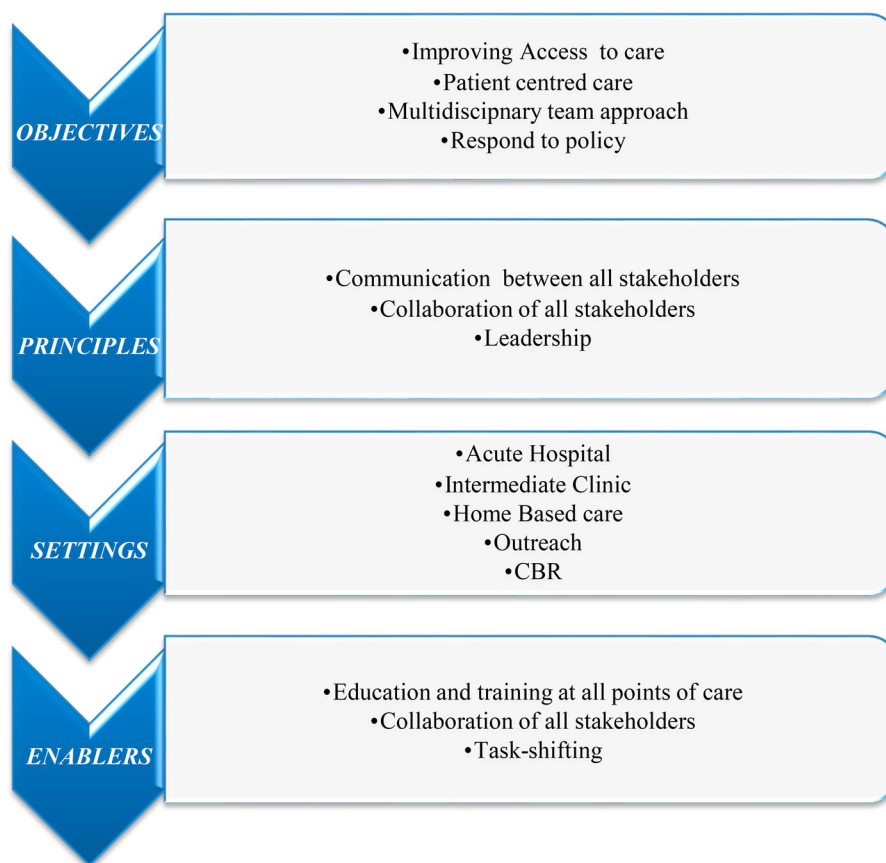 OBJECTIVES
•Improving Access to care
•Patient centred care
•Multidiscipnary team approach
•Respond to policy
PRINCIPLES
•Communication between all stakeholders
•Collaboration of all stakeholders
•Leadership
SETTINGS
•Acute Hospital
•Intermediate Clinic
•Home Based care
•Outreach
•CBR
ENABLERS
•Education and training at all points of care
•Collaboration of all stakeholders
•Task-shifting